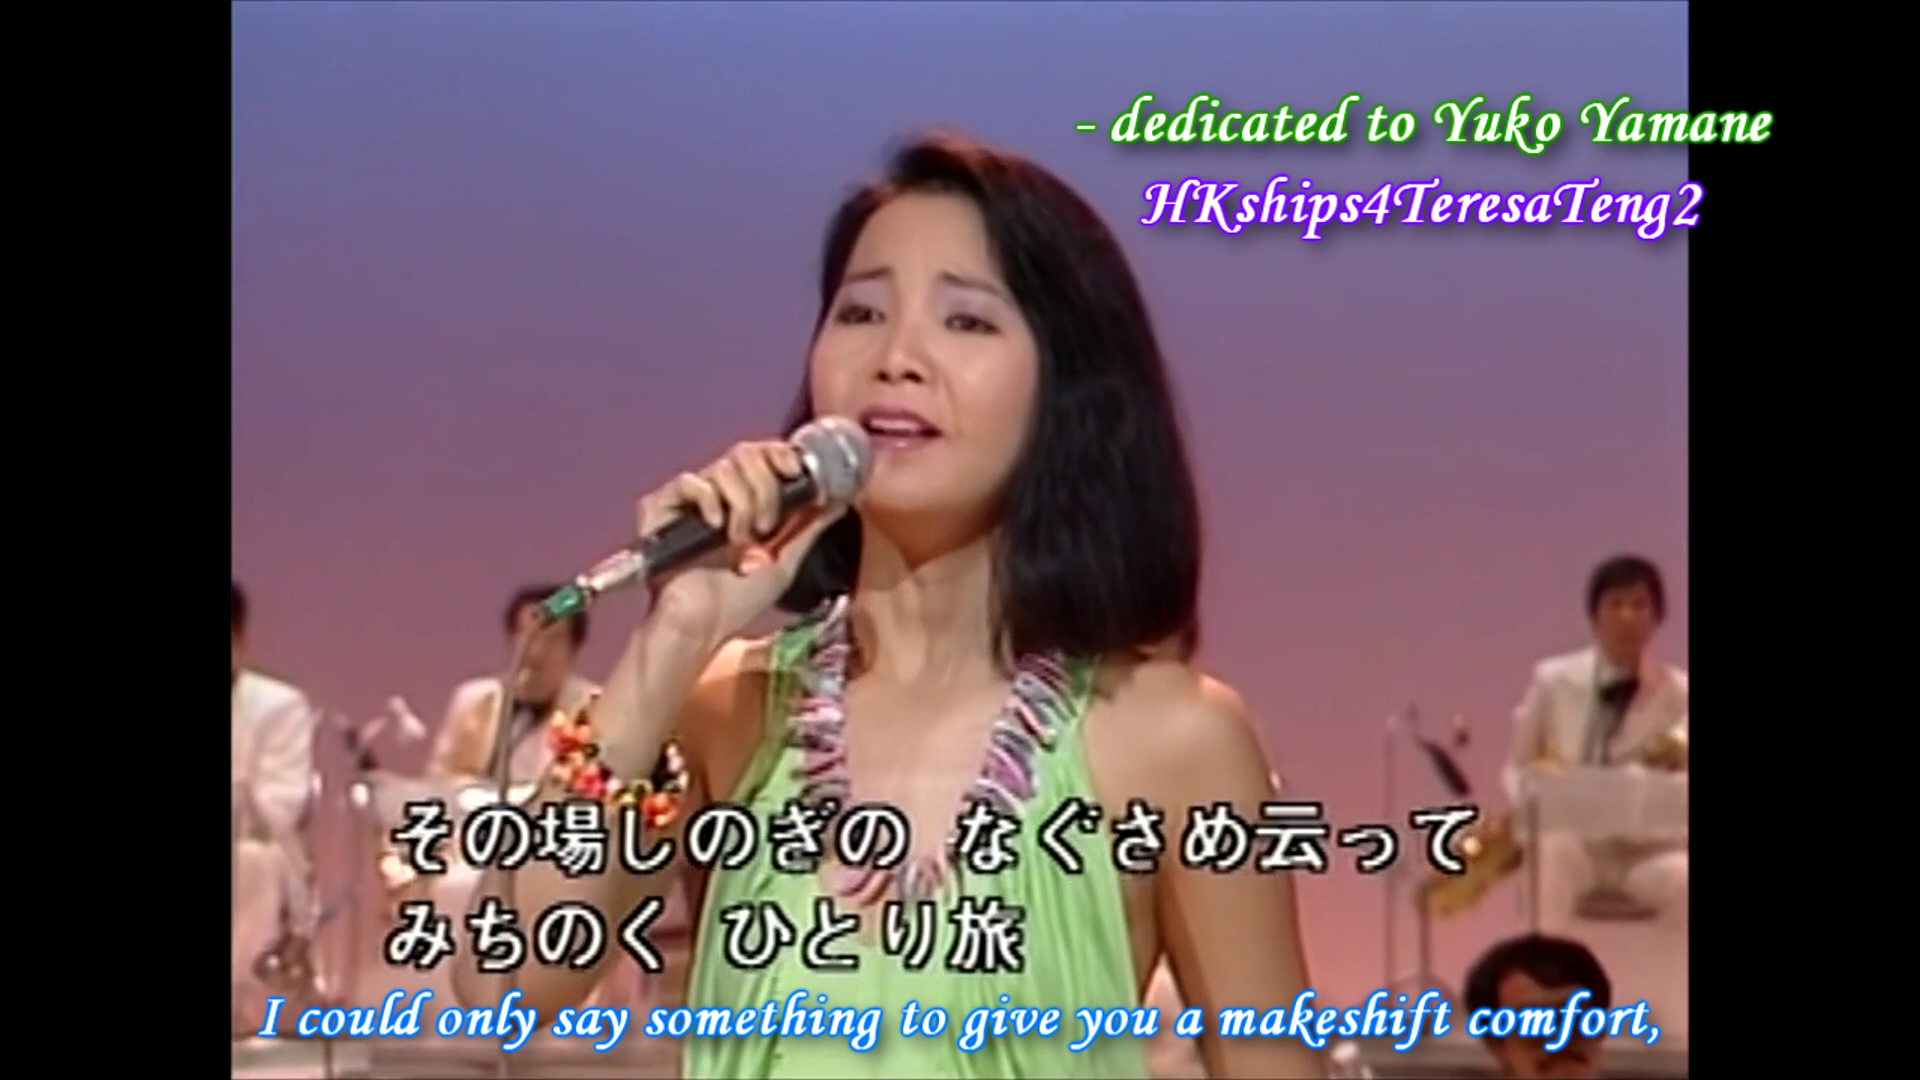 - dedicated to Yuko Yamane
HKships4TeresaTeng2
その場しのぎの なぐさめ云って
みちのく ひとり旅
I could only say something to give you a makeshift comfort,